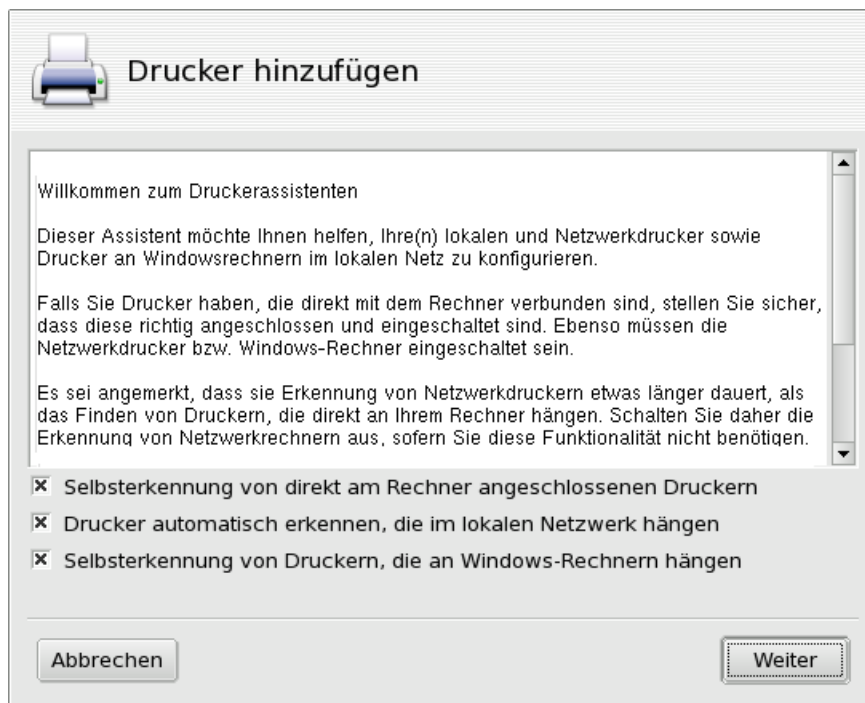 Drucker hinzufügen
Willkommen zum Druckerassistenten
Dieser Assistent möchte Ihnen helfen, Ihre(n) lokalen und Netzwerkdrucker sowie
Drucker an Windowsrechnern im lokalen Netz zu konfigurieren.
Falls Sie Drucker haben, die direkt mit dem Rechner verbunden sind, stellen Sie sicher,
dass diese richtig angeschlossen und eingeschaltet sind. Ebenso müssen die
Netzwerkdrucker bzw. Windows-Rechner eingeschaltet sein.
Es sei angemerkt, dass sie Erkennung von Netzwerkdruckern etwas länger dauert, als
das Finden von Druckern, die direkt an Ihrem Rechner hängen. Schalten Sie daher die
Erkennung von Netzwerkrechnern aus, sofern Sie diese Funktionalität nicht benötigen.
Selbsterkennung von direkt am Rechner angeschlossenen Druckern
Drucker automatisch erkennen, die im lokalen Netzwerk hängen
Selbsterkennung von Druckern, die an Windows-Rechnern hängen
Abbrechen
Weiter